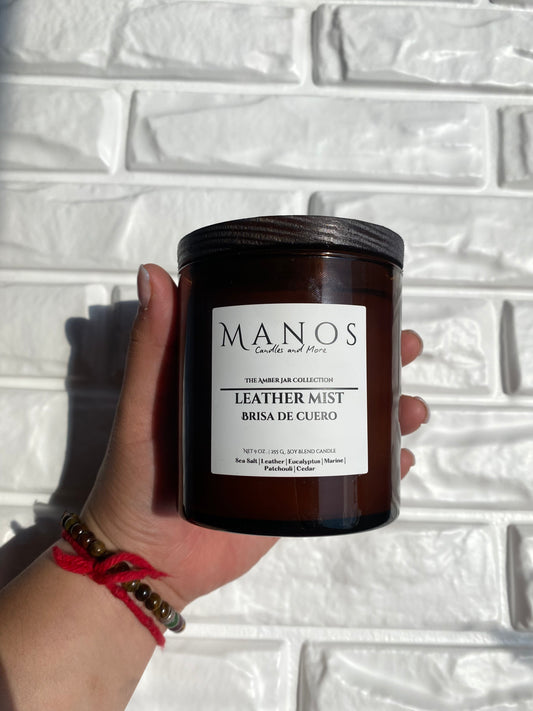 MANOS
Candles and More
THE AMBER JAR COLLECTION
LEATHER MIST
BRISA DE CUERO
NET 9 OZ. | 255 G, SOY BLEND CANDLE
Sea Salt | Leather | Eucalyptus | Marine |
Patchouli | Cedar